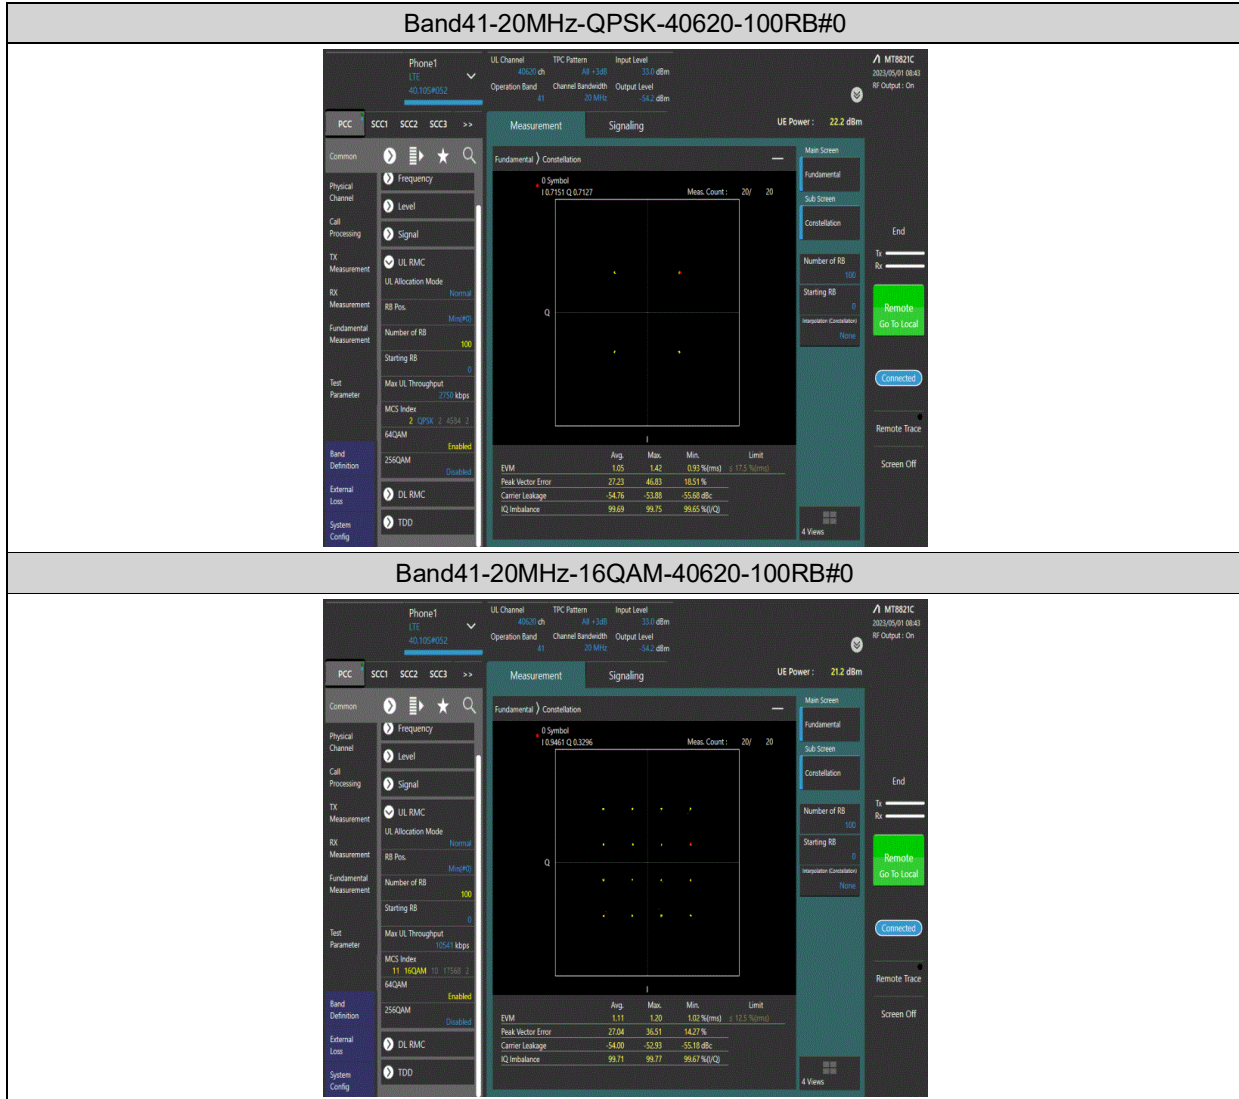 Band41-20MHz-QPSK-40620-100RB#0
Phone1
LTE
40.10S#052
UL Channel TPC Pattern Input Level
40620 ch All +3dB 33.0 dBm
Operation Band Channel Bandwidth Output Level
41 20 MHz -54.2 dBm
MT8821C
2023/05/01 08:43
RF Output : On
PCC SCC1 SCC2 SCC3 >>
Measurement Signaling
UE Power : 22.2 dBm
Common
Physical Channel
Call Processing
TX Measurement
RX Measurement
Fundamental Measurement
Test Parameter
Band Definition
External Loss
System Config
Frequency
Level
Signal
UL RMC
UL Allocation Mode
Normal
RB Pos.
Min(#0)
Number of RB
100
Starting RB
0
Max UL Throughput
2750 kbps
MCS Index
2 QPSK 2 4584 2
64QAM
Enabled
256QAM
Disabled
DL RMC
TDD
Fundamental Constellation
0 Symbol
I 0.7151 Q 0.7127 Meas. Count : 20/ 20
Q
I
Avg. Max. Min. Limit
EVM 1.05 1.42 0.93 %(rms) ≤ 17.5 %(rms)
Peak Vector Error 27.23 46.83 18.51 %
Carrier Leakage -54.76 -53.88 -55.68 dBc
IQ Imbalance 99.69 99.75 99.65 %(I/Q)
Main Screen
Fundamental
Sub Screen
Constellation
Number of RB
100
Starting RB
0
Interpolation (Constellation)
None
4 Views
End
Tx
Rx
Remote
Go To Local
Connected
Remote Trace
Screen Off
Band41-20MHz-16QAM-40620-100RB#0
Phone1
LTE
40.10S#052
UL Channel TPC Pattern Input Level
40620 ch All +3dB 33.0 dBm
Operation Band Channel Bandwidth Output Level
41 20 MHz -54.2 dBm
MT8821C
2023/05/01 08:43
RF Output : On
PCC SCC1 SCC2 SCC3 >>
Measurement Signaling
UE Power : 21.2 dBm
Common
Physical Channel
Call Processing
TX Measurement
RX Measurement
Fundamental Measurement
Test Parameter
Band Definition
External Loss
System Config
Frequency
Level
Signal
UL RMC
UL Allocation Mode
Normal
RB Pos.
Min(#0)
Number of RB
100
Starting RB
0
Max UL Throughput
10541 kbps
MCS Index
11 16QAM 10 17568 2
64QAM
Enabled
256QAM
Disabled
DL RMC
TDD
Fundamental Constellation
0 Symbol
I 0.9461 Q 0.3296 Meas. Count : 20/ 20
Q
I
Avg. Max. Min. Limit
EVM 1.11 1.20 1.02 %(rms) ≤ 12.5 %(rms)
Peak Vector Error 27.04 36.51 14.27 %
Carrier Leakage -54.00 -52.93 -55.18 dBc
IQ Imbalance 99.71 99.77 99.67 %(I/Q)
Main Screen
Fundamental
Sub Screen
Constellation
Number of RB
100
Starting RB
0
Interpolation (Constellation)
None
4 Views
End
Tx
Rx
Remote
Go To Local
Connected
Remote Trace
Screen Off